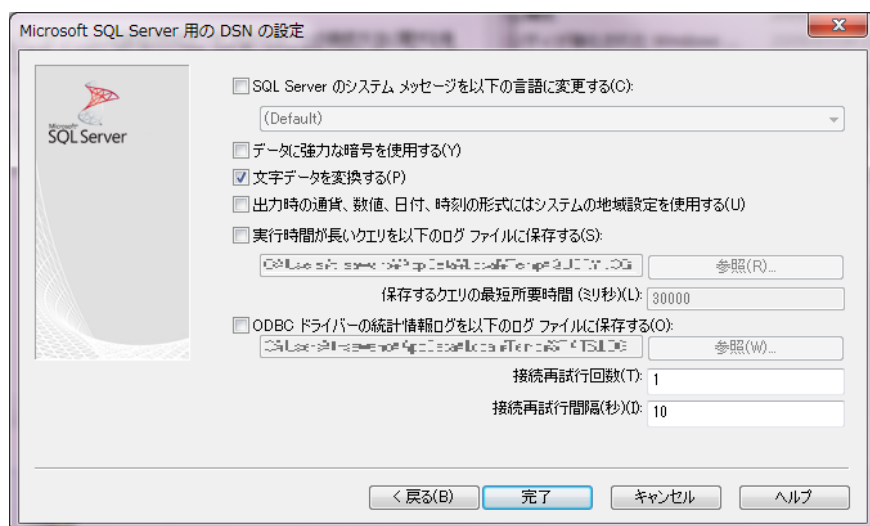 Microsoft SQL Server 用の DSN の設定
Microsoft
SQL Server
SQL Server のシステム メッセージを以下の言語に変更する(C):
(Default)
データに強力な暗号を使用する(Y)
文字データを変換する(P)
出力時の通貨、数値、日付、時刻の形式にはシステムの地域設定を使用する(U)
実行時間が長いクエリを以下のログ ファイルに保存する(S):
参照(R)...
保存するクエリの最短所要時間 (ミリ秒)(L): 30000
ODBC ドライバーの統計情報ログを以下のログ ファイルに保存する(O):
参照(W)...
接続再試行回数(T): 1
接続再試行間隔(秒)(I): 10
< 戻る(B) 完了 キャンセル ヘルプ